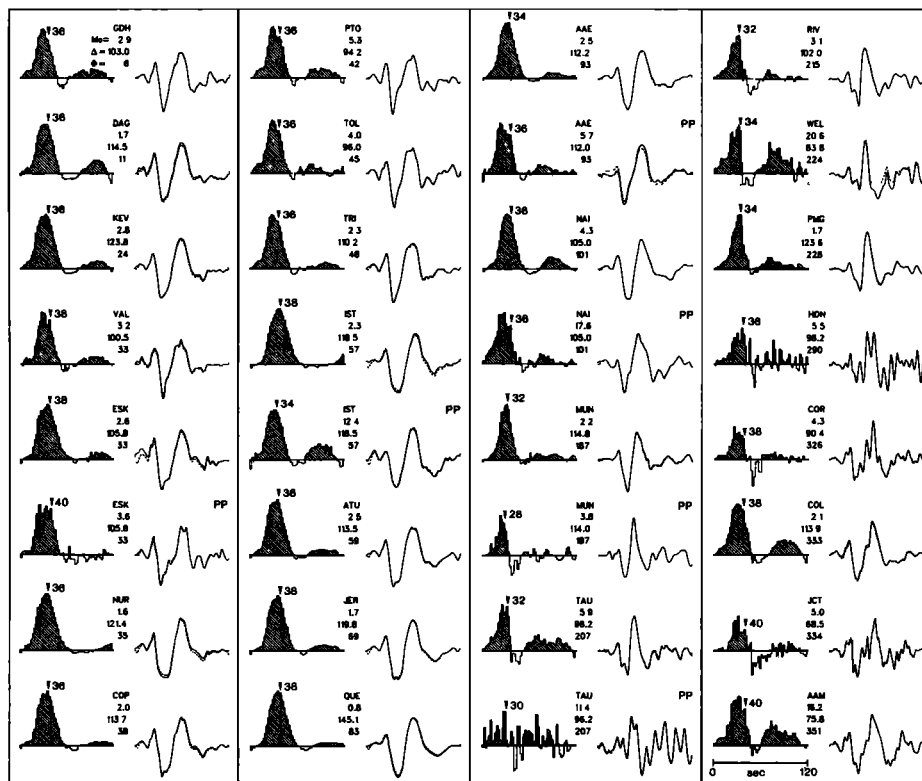 36
GDH
Mo= 2.9
Δ = 103.0
Φ = 6
36
DAG
1.7
114.5
11
36
KEV
2.8
123.8
24
38
VAL
3.2
100.5
33
38
ESK
2.6
105.8
33
40
ESK
PP
3.6
105.8
33
36
NUR
1.6
121.4
35
36
COP
2.0
113.7
38
36
PTO
5.3
94.2
42
36
TOL
4.0
96.0
45
36
TRI
2.3
110.2
48
38
IST
2.3
118.5
57
34
IST
PP
12.4
118.5
57
36
ATU
2.5
113.5
59
38
JER
1.7
119.8
69
38
QUE
0.8
145.1
83
34
AAE
2.5
112.2
93
36
AAE
PP
5.7
112.0
93
36
NAI
4.3
105.0
101
36
NAI
PP
17.6
105.0
101
32
MUN
2.2
114.8
187
28
MUN
PP
3.8
114.0
187
32
TAU
5.9
96.2
207
30
TAU
PP
11.4
96.2
207
32
RIV
3.1
102.0
215
34
WEL
20.6
83.8
224
34
PMG
1.7
123.6
228
36
HDN
5.5
98.2
290
38
COR
4.3
90.4
326
38
COL
2.1
113.9
333
40
JCT
5.0
68.5
334
40
AAM
16.2
75.8
351
0 sec 120